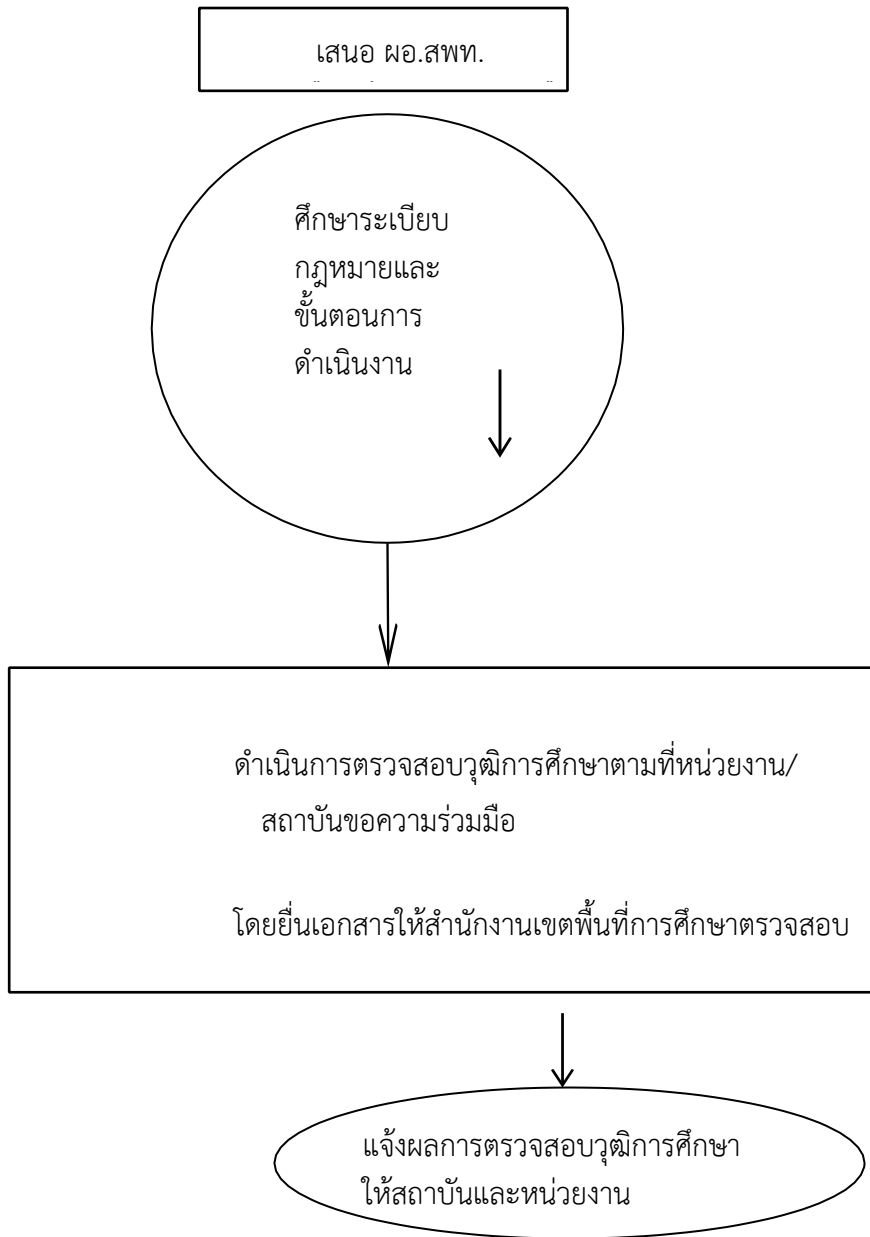 เสนอ ผอ.สพท.
ศึกษาระเบียบ
กฎหมายและ
ขั้นตอนการ
ดำเนินงาน
ดำเนินการตรวจสอบวุฒิการศึกษาตามที่หน่วยงาน/
สถาบันขอความร่วมมือ
โดยยื่นเอกสารให้สำนักงานเขตพื้นที่การศึกษาตรวจสอบ
แจ้งผลการตรวจสอบวุฒิการศึกษา
ให้สถาบันและหน่วยงาน